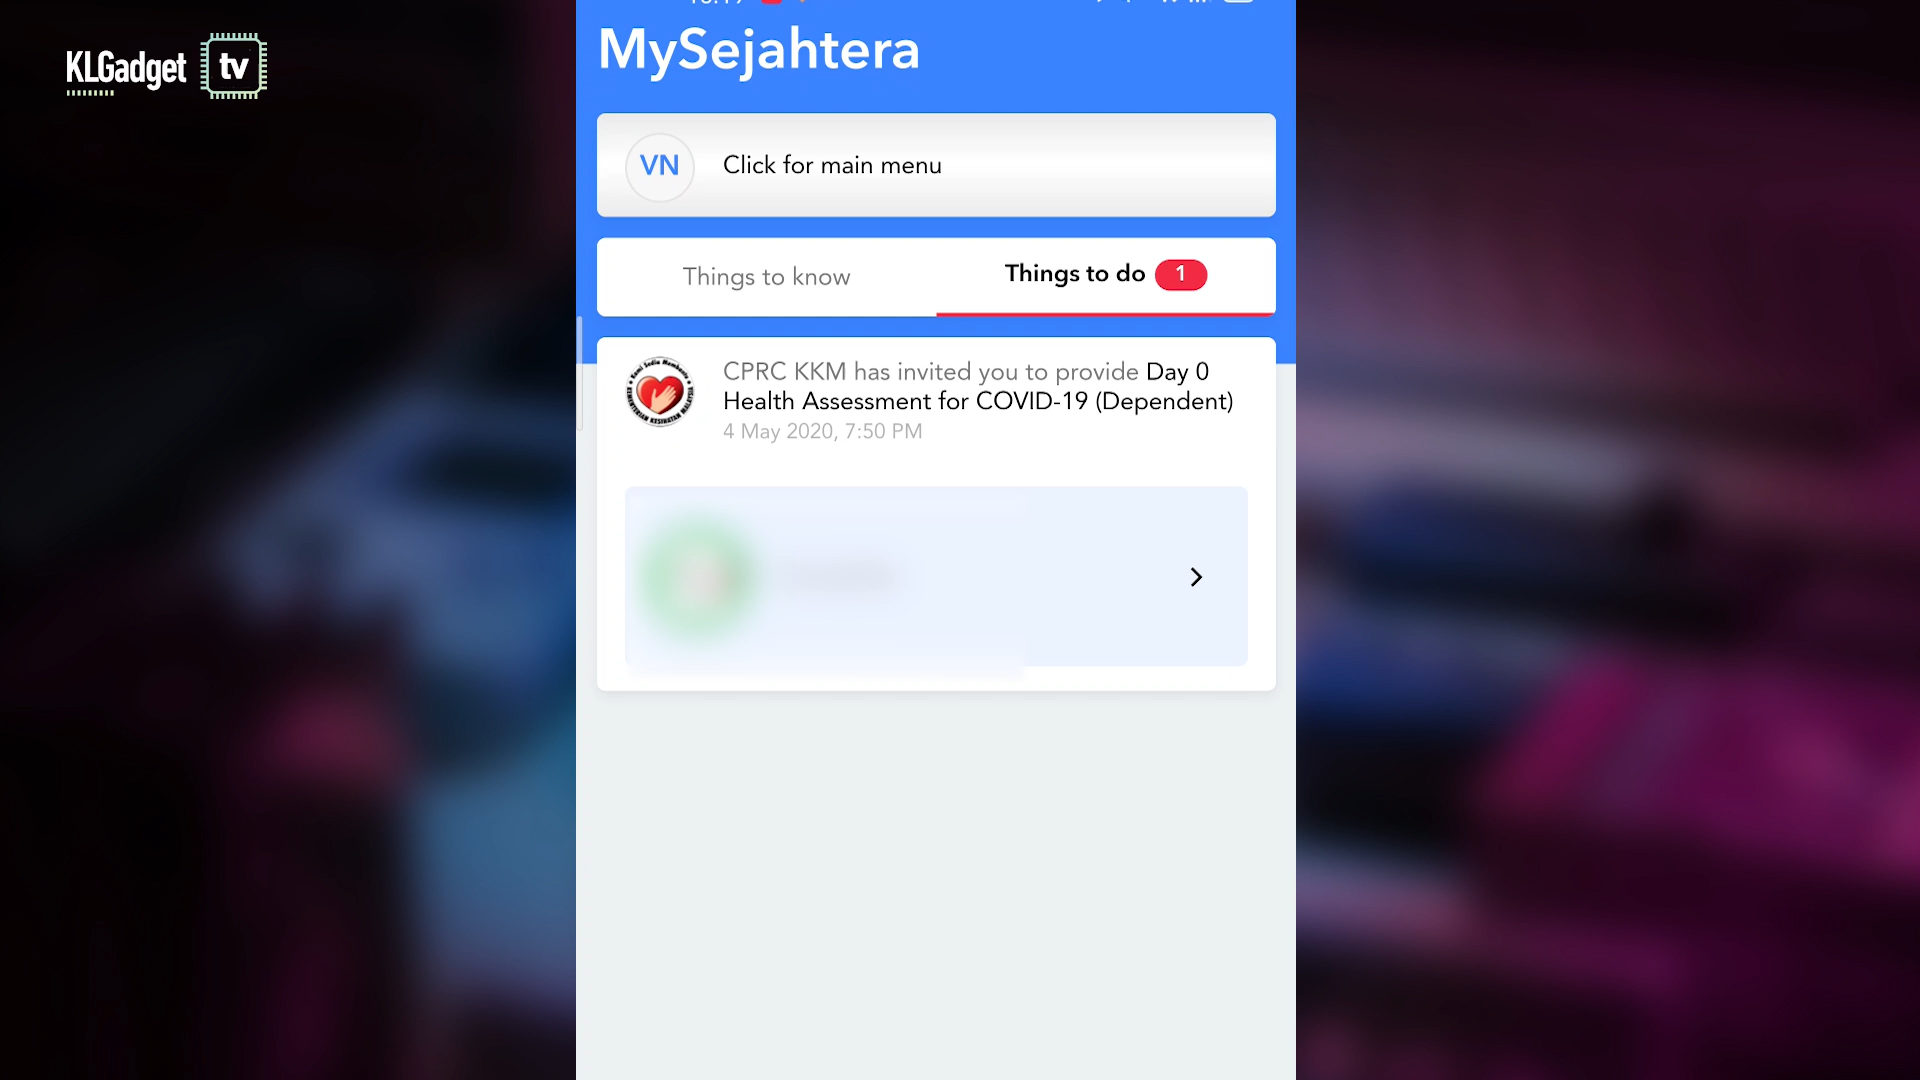 KLGadget tv
MySejahtera
VN
Click for main menu
Things to know
Things to do 1
CPRC KKM has invited you to provide Day 0
Health Assessment for COVID-19 (Dependent)
4 May 2020, 7:50 PM